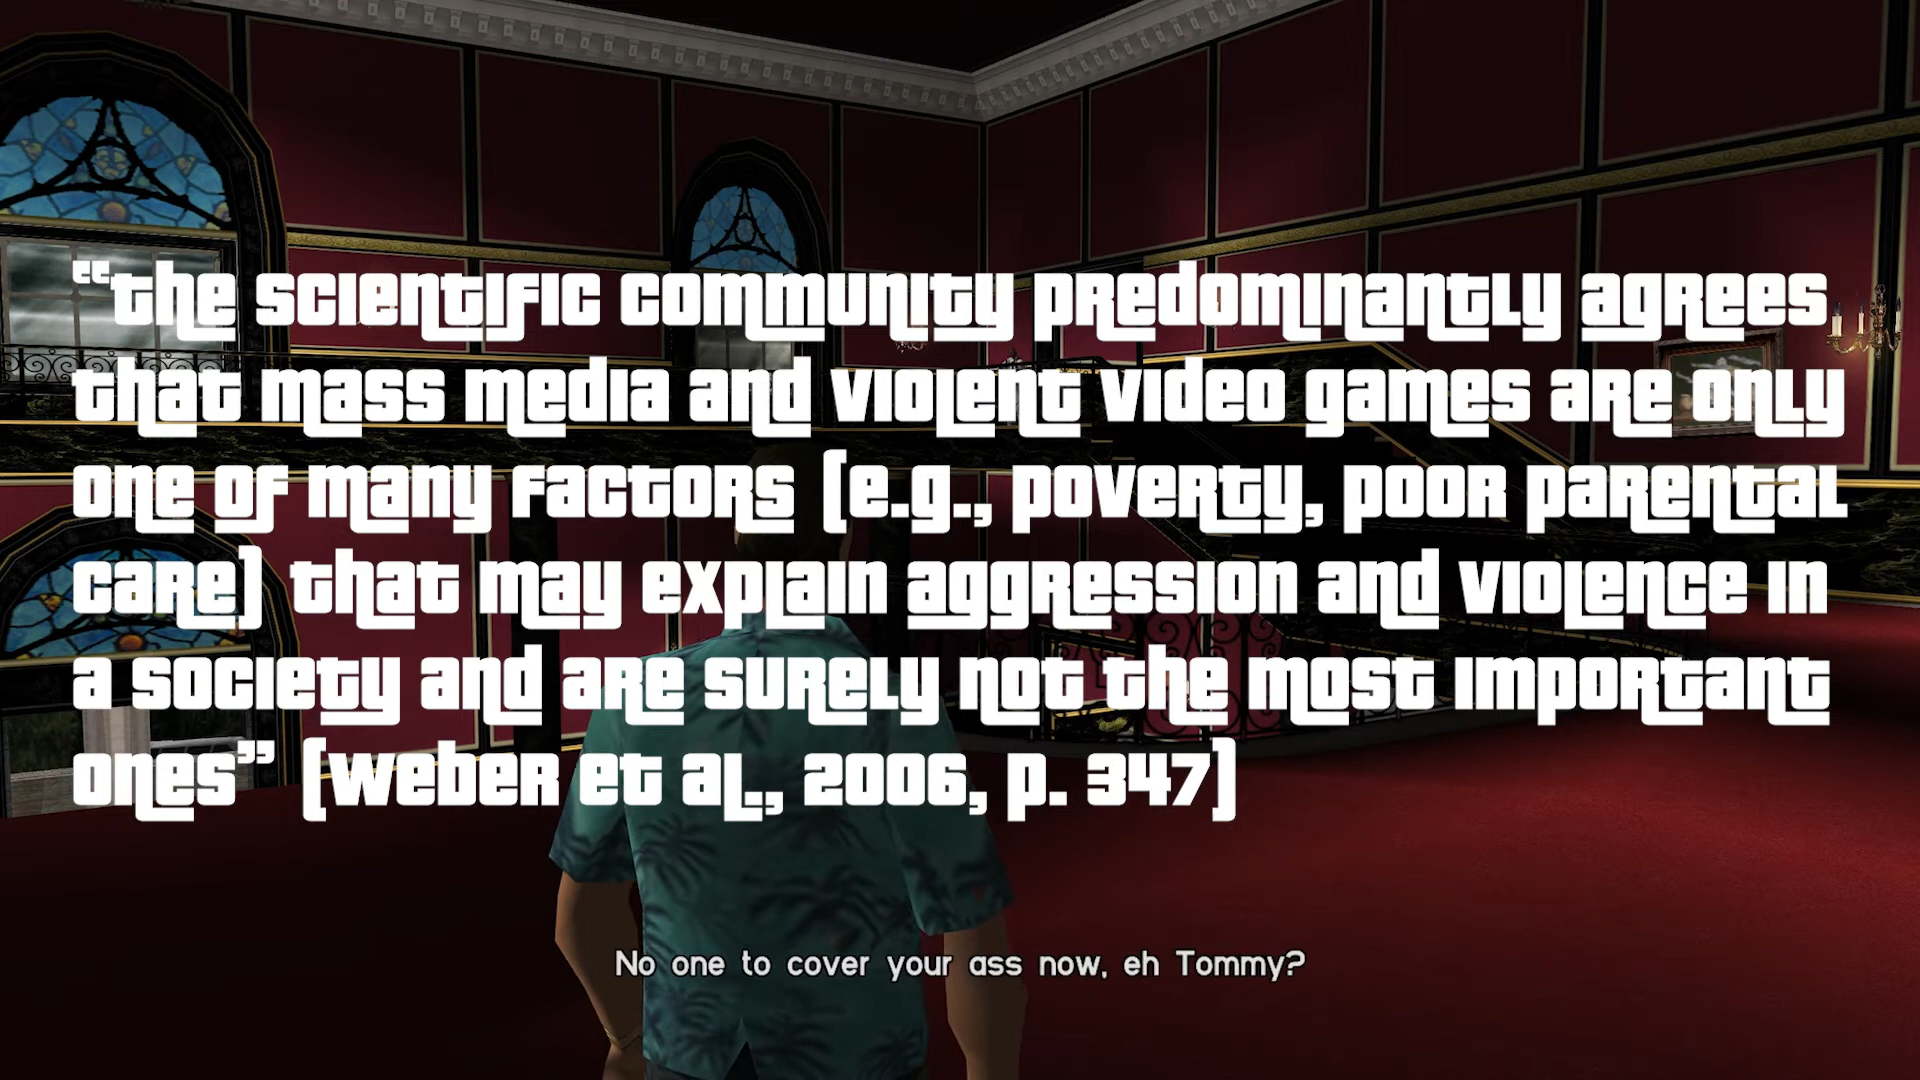 “the scientific community predominantly agrees
that mass media and violent video games are only
one of many factors (e.g., poverty, poor parental
care) that may explain aggression and violence in
a society and are surely not the most important
ones” (Weber et al., 2006, p. 347)
No one to cover your ass now, eh Tommy?